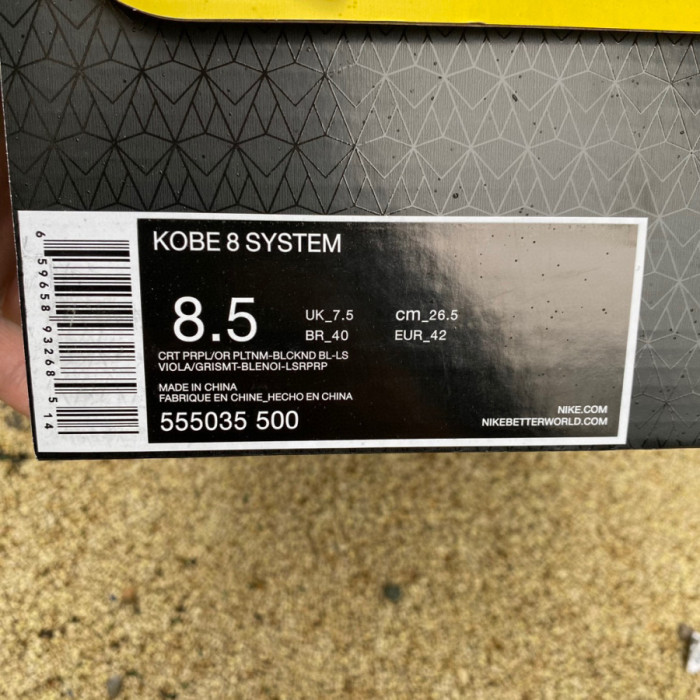 KOBE 8 SYSTEM
8.5
UK_7.5 cm_26.5
BR_40 EUR_42
CRT PRPL/OR PLTNM-BLCKND BL-LS
VIOLA/GRISMT-BLENOI-LSRPRP
MADE IN CHINA
FABRIQUE EN CHINE_HECHO EN CHINA
555035 500
NIKE.COM
NIKEBETTERWORLD.COM
6 59658 93268 5 14